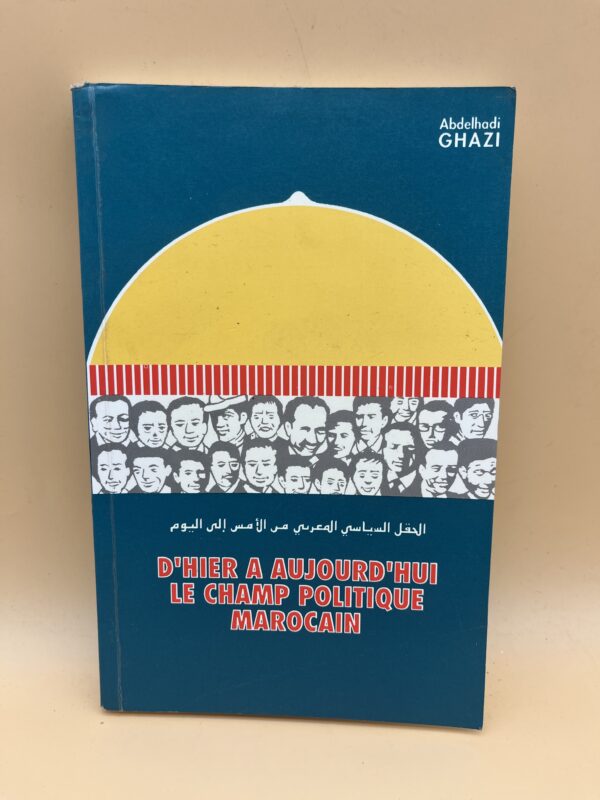 Abdelhadi
GHAZI
الحقل السياسي المغربي من الأمس إلى اليوم
D'HIER A AUJOURD'HUI
LE CHAMP POLITIQUE
MAROCAIN